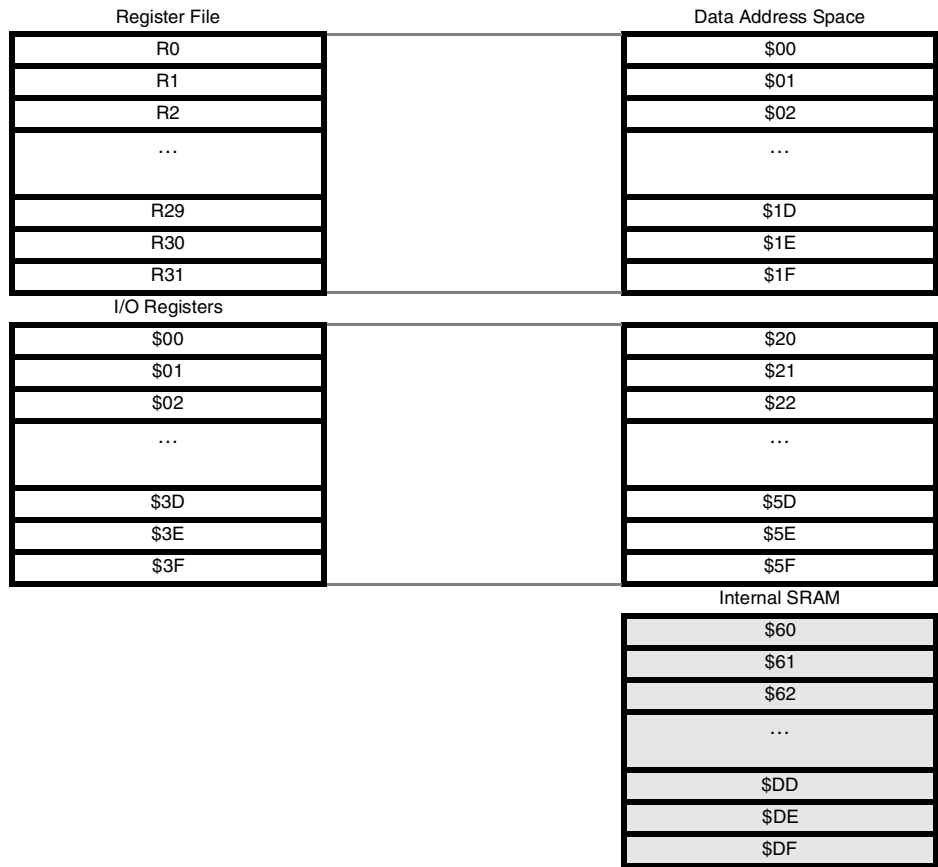 Register File
R0
R1
R2
...
R29
R30
R31
I/O Registers
$00
$01
$02
...
$3D
$3E
$3F
Data Address Space
$00
$01
$02
...
$1D
$1E
$1F
$20
$21
$22
...
$5D
$5E
$5F
Internal SRAM
$60
$61
$62
...
$DD
$DE
$DF